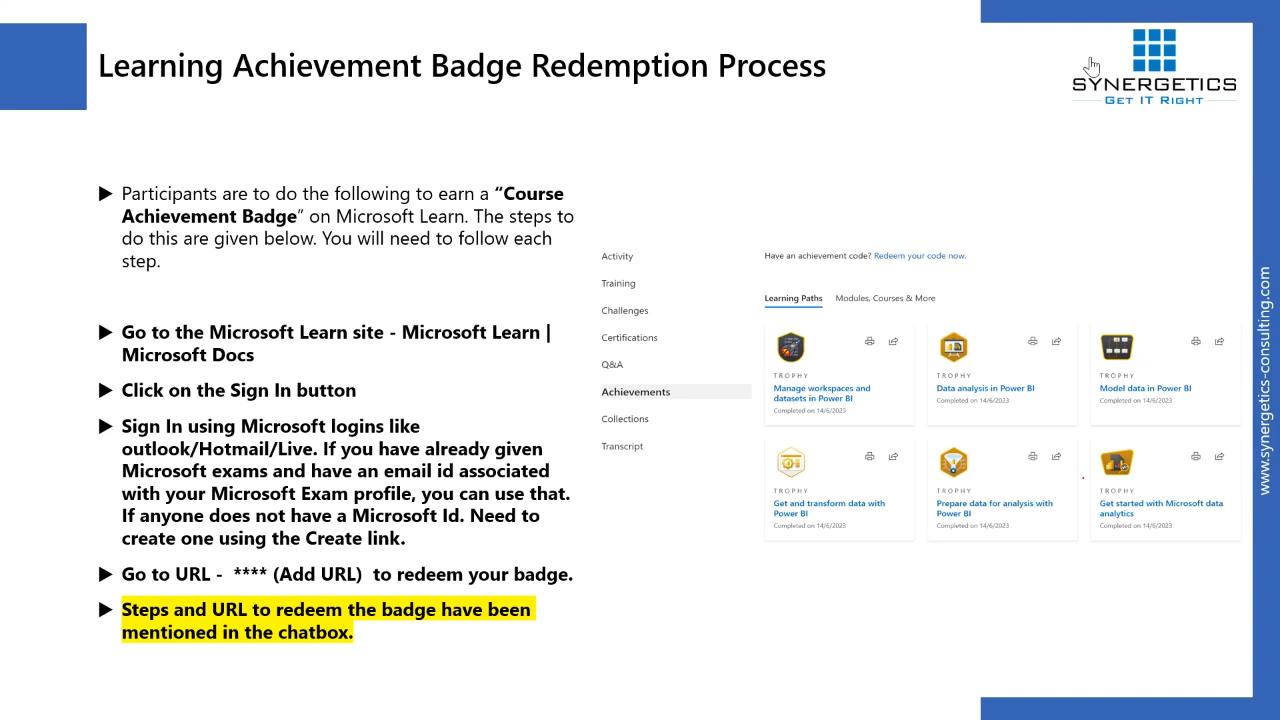 Learning Achievement Badge Redemption Process
SYNERGETICS
GET IT RIGHT
Participants are to do the following to earn a “Course
Achievement Badge” on Microsoft Learn. The steps to
do this are given below. You will need to follow each
step.
Go to the Microsoft Learn site - Microsoft Learn |
Microsoft Docs
Click on the Sign In button
Sign In using Microsoft logins like
outlook/Hotmail/Live. If you have already given
Microsoft exams and have an email id associated
with your Microsoft Exam profile, you can use that.
If anyone does not have a Microsoft Id. Need to
create one using the Create link.
Go to URL - **** (Add URL) to redeem your badge.
Steps and URL to redeem the badge have been
mentioned in the chatbox.
Activity
Training
Challenges
Certifications
Q&A
Achievements
Collections
Transcript
Have an achievement code? Redeem your code now.
Learning Paths Modules, Courses & More
TROPHY
Manage workspaces and
datasets in Power BI
Completed on 14/6/2023
TROPHY
Data analysis in Power BI
Completed on 14/6/2023
TROPHY
Model data in Power BI
Completed on 14/6/2023
TROPHY
Get and transform data with
Power BI
Completed on 14/6/2023
TROPHY
Prepare data for analysis with
Power BI
Completed on 14/6/2023
TROPHY
Get started with Microsoft data
analytics
Completed on 14/6/2023
www.synergetics-consulting.com